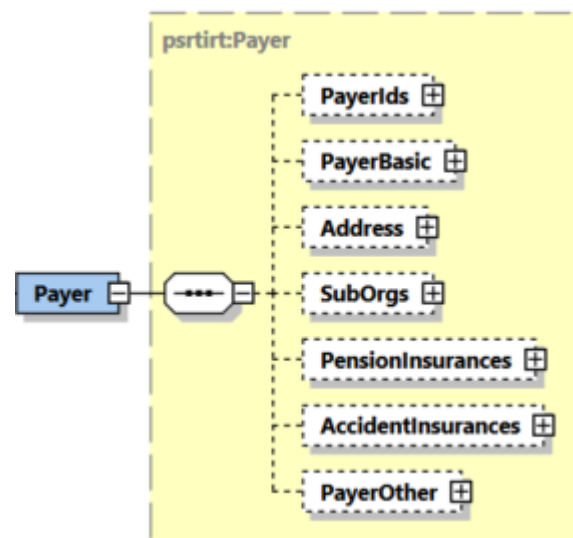 psrtirt:Payer
PayerIds
PayerBasic
Address
Payer
SubOrgs
PensionInsurances
AccidentInsurances
PayerOther